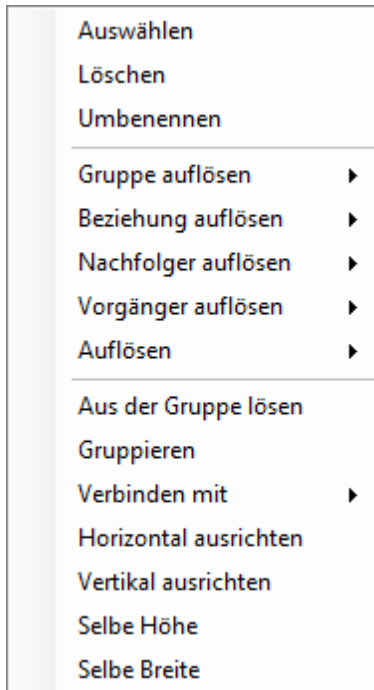 Auswählen
Löschen
Umbenennen
Gruppe auflösen
Beziehung auflösen
Nachfolger auflösen
Vorgänger auflösen
Auflösen
Aus der Gruppe lösen
Gruppieren
Verbinden mit
Horizontal ausrichten
Vertikal ausrichten
Selbe Höhe
Selbe Breite